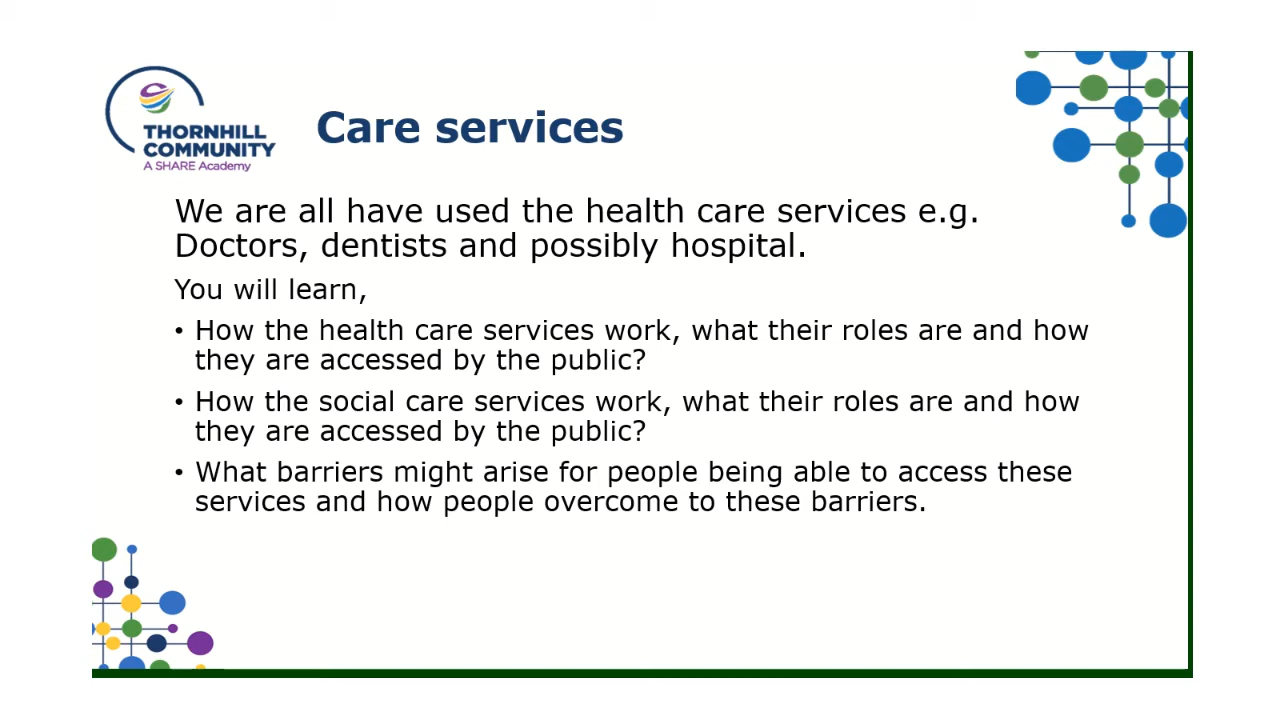 THORNHILL
COMMUNITY
A SHARE Academy
Care services
We are all have used the health care services e.g.
Doctors, dentists and possibly hospital.
You will learn,
• How the health care services work, what their roles are and how
they are accessed by the public?
• How the social care services work, what their roles are and how
they are accessed by the public?
• What barriers might arise for people being able to access these
services and how people overcome to these barriers.